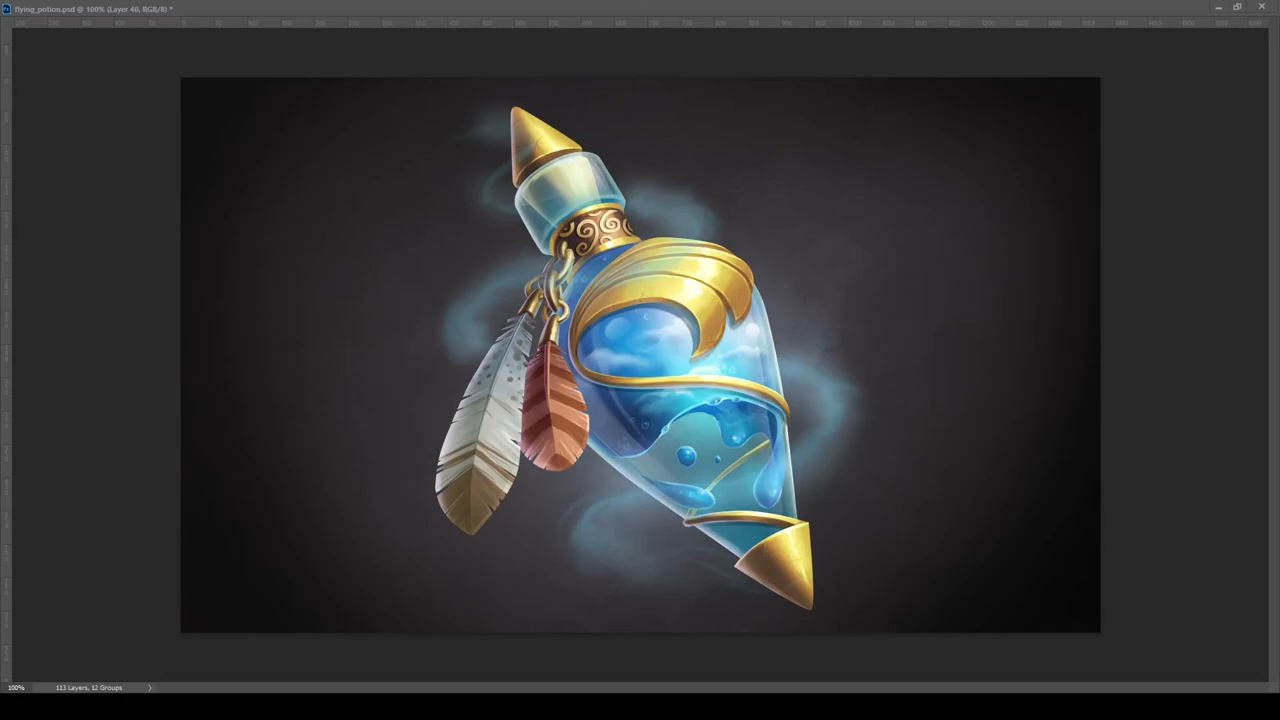 flying_potion.psd @ 100% (Layer 40, RGB/8) *
100% 113 Layers, 12 Groups